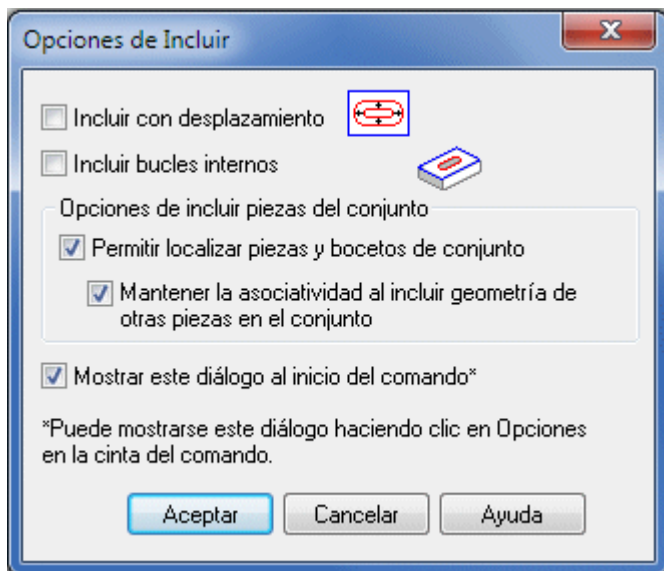 Opciones de Incluir
Incluir con desplazamiento
Incluir bucles internos
Opciones de incluir piezas del conjunto
Permitir localizar piezas y bocetos de conjunto
Mantener la asociatividad al incluir geometría de
otras piezas en el conjunto
Mostrar este diálogo al inicio del comando*
*Puede mostrarse este diálogo haciendo clic en Opciones
en la cinta del comando.
Aceptar Cancelar Ayuda